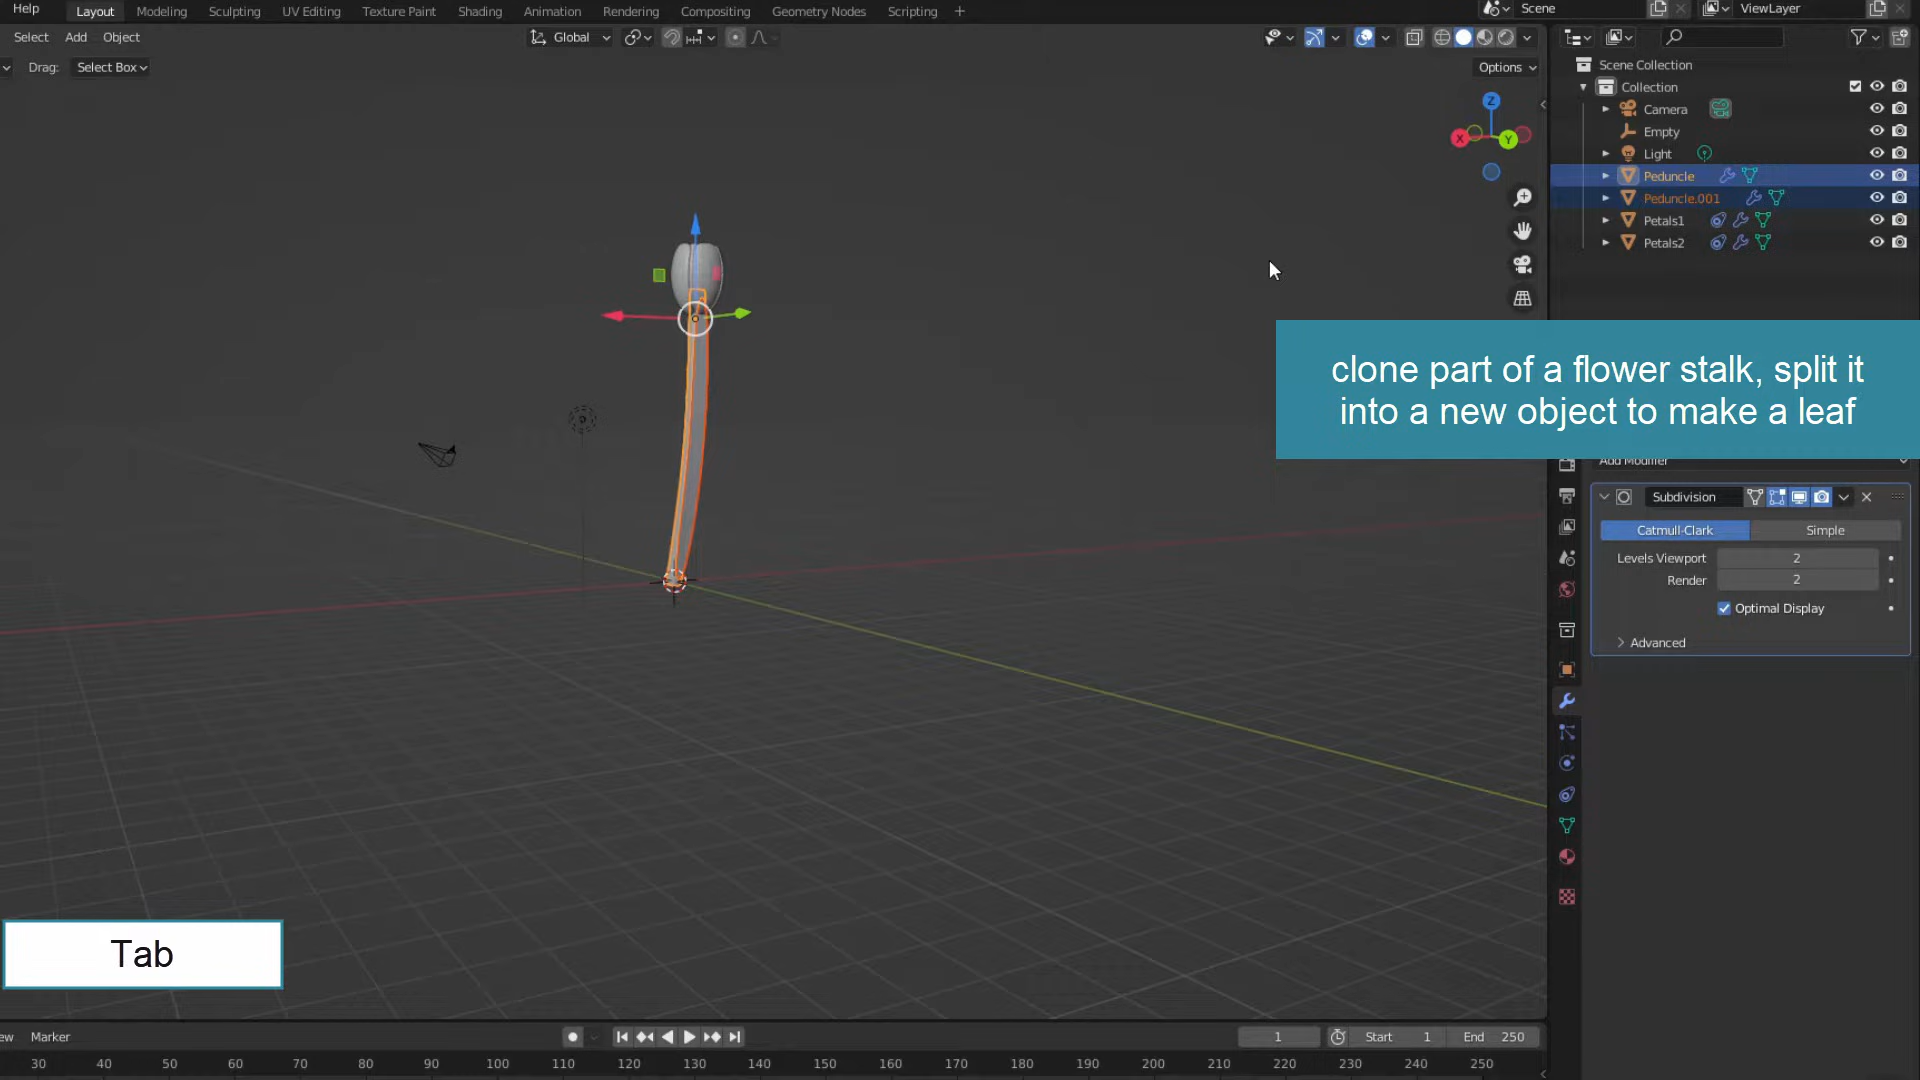 Help Layout Modeling Sculpting UV Editing Texture Paint Shading Animation Rendering Compositing Geometry Nodes Scripting + Scene ViewLayer
Select Add Object Global
Drag: Select Box Options
Scene Collection
Collection
Camera
Empty
Light
Peduncle
Peduncle.001
Petals1
Petals2
Z
X
Y
clone part of a flower stalk, split it
into a new object to make a leaf
Add Modifier
Subdivision
Catmull-Clark Simple
Levels Viewport 2
Render 2
Optimal Display
Advanced
Tab
ew Marker 1 Start 1 End 250
30 40 50 60 70 80 90 100 110 120 130 140 150 160 170 180 190 200 210 220 230 240 250